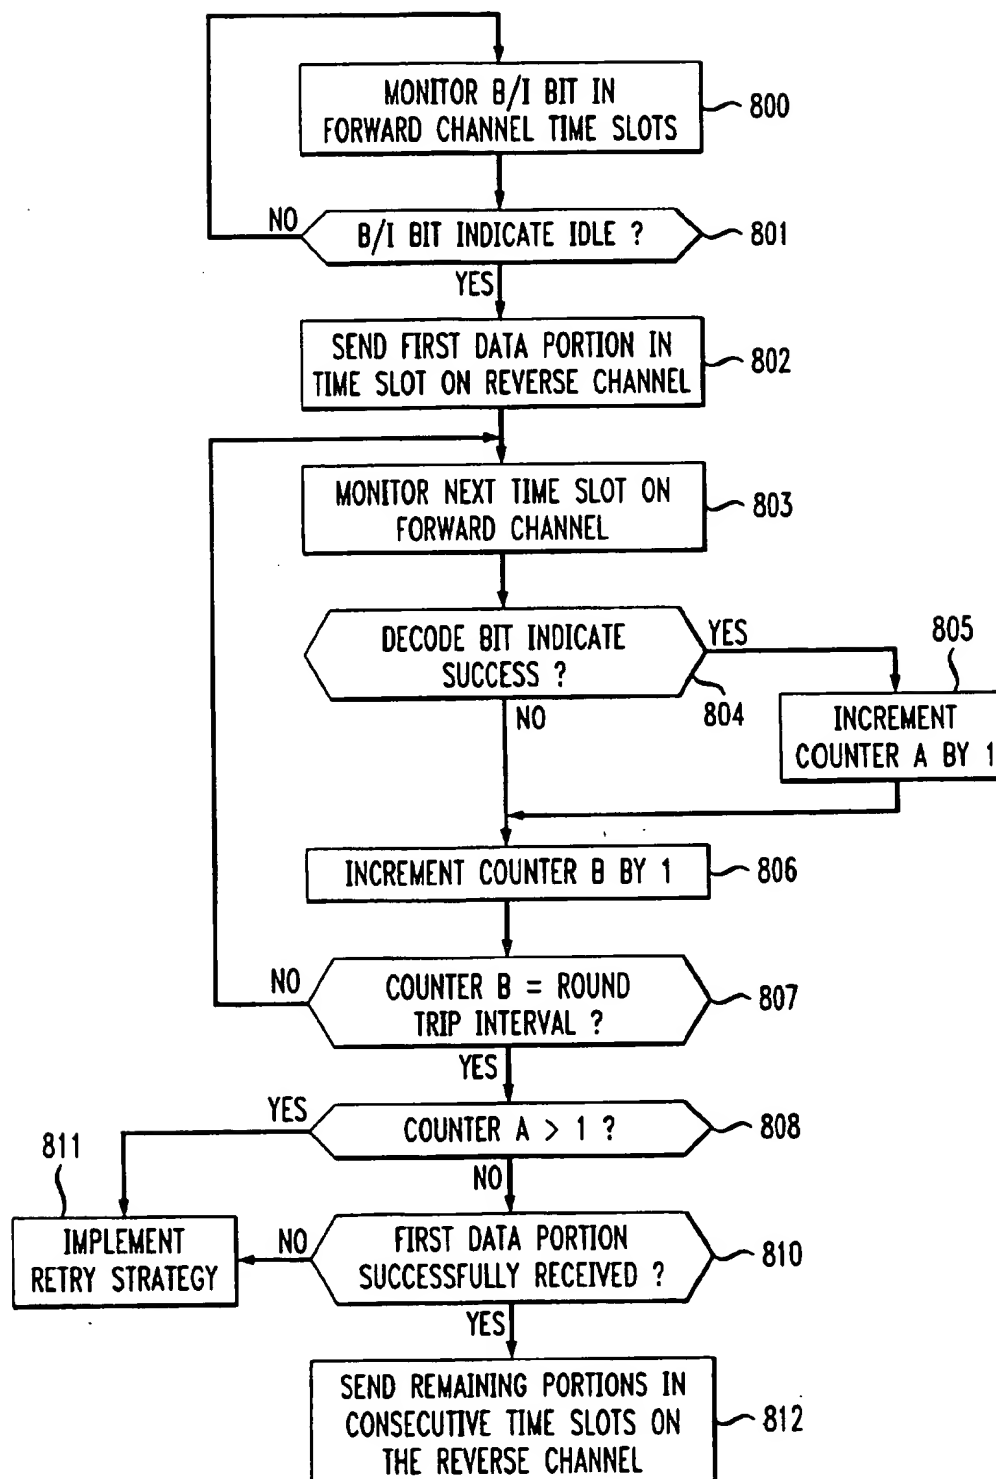 MONITOR B/I BIT IN
FORWARD CHANNEL TIME SLOTS
800
NO
B/I BIT INDICATE IDLE ?
801
YES
SEND FIRST DATA PORTION IN
TIME SLOT ON REVERSE CHANNEL
802
MONITOR NEXT TIME SLOT ON
FORWARD CHANNEL
803
DECODE BIT INDICATE
SUCCESS ?
YES
804
805
NO
INCREMENT
COUNTER A BY 1
INCREMENT COUNTER B BY 1
806
NO
COUNTER B = ROUND
TRIP INTERVAL ?
807
YES
YES
COUNTER A > 1 ?
808
811
NO
IMPLEMENT
RETRY STRATEGY
NO
FIRST DATA PORTION
SUCCESSFULLY RECEIVED ?
810
YES
SEND REMAINING PORTIONS IN
CONSECUTIVE TIME SLOTS ON
THE REVERSE CHANNEL
812